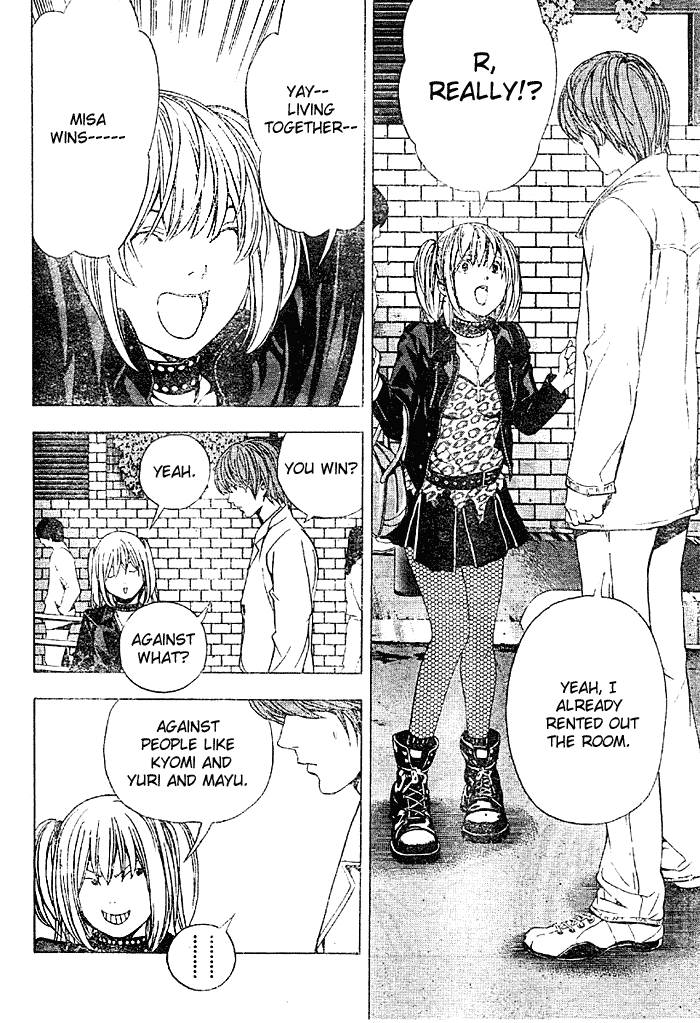 R,
REALLY!?
YEAH, I
ALREADY
RENTED OUT
THE ROOM.
YAY--
LIVING
TOGETHER--
MISA
WINS-----
YOU WIN?
YEAH.
AGAINST
WHAT?
AGAINST
PEOPLE LIKE
KYOMI AND
YURI AND MAYU.